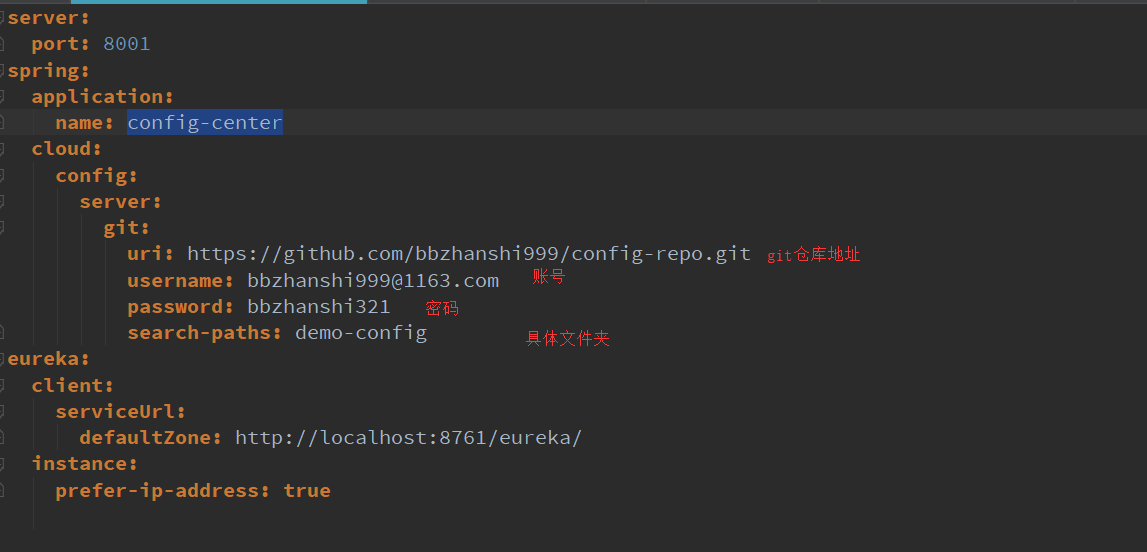 server:
  port: 8001
spring:
  application:
    name: config-center
  cloud:
    config:
      server:
        git:
          uri: https://github.com/bbzhanshi999/config-repo.git git仓库地址
          username: bbzhanshi999@1163.com 账号
          password: bbzhanshi321 密码
          search-paths: demo-config 具体文件夹
eureka:
  client:
    serviceUrl:
      defaultZone: http://localhost:8761/eureka/
  instance:
    prefer-ip-address: true